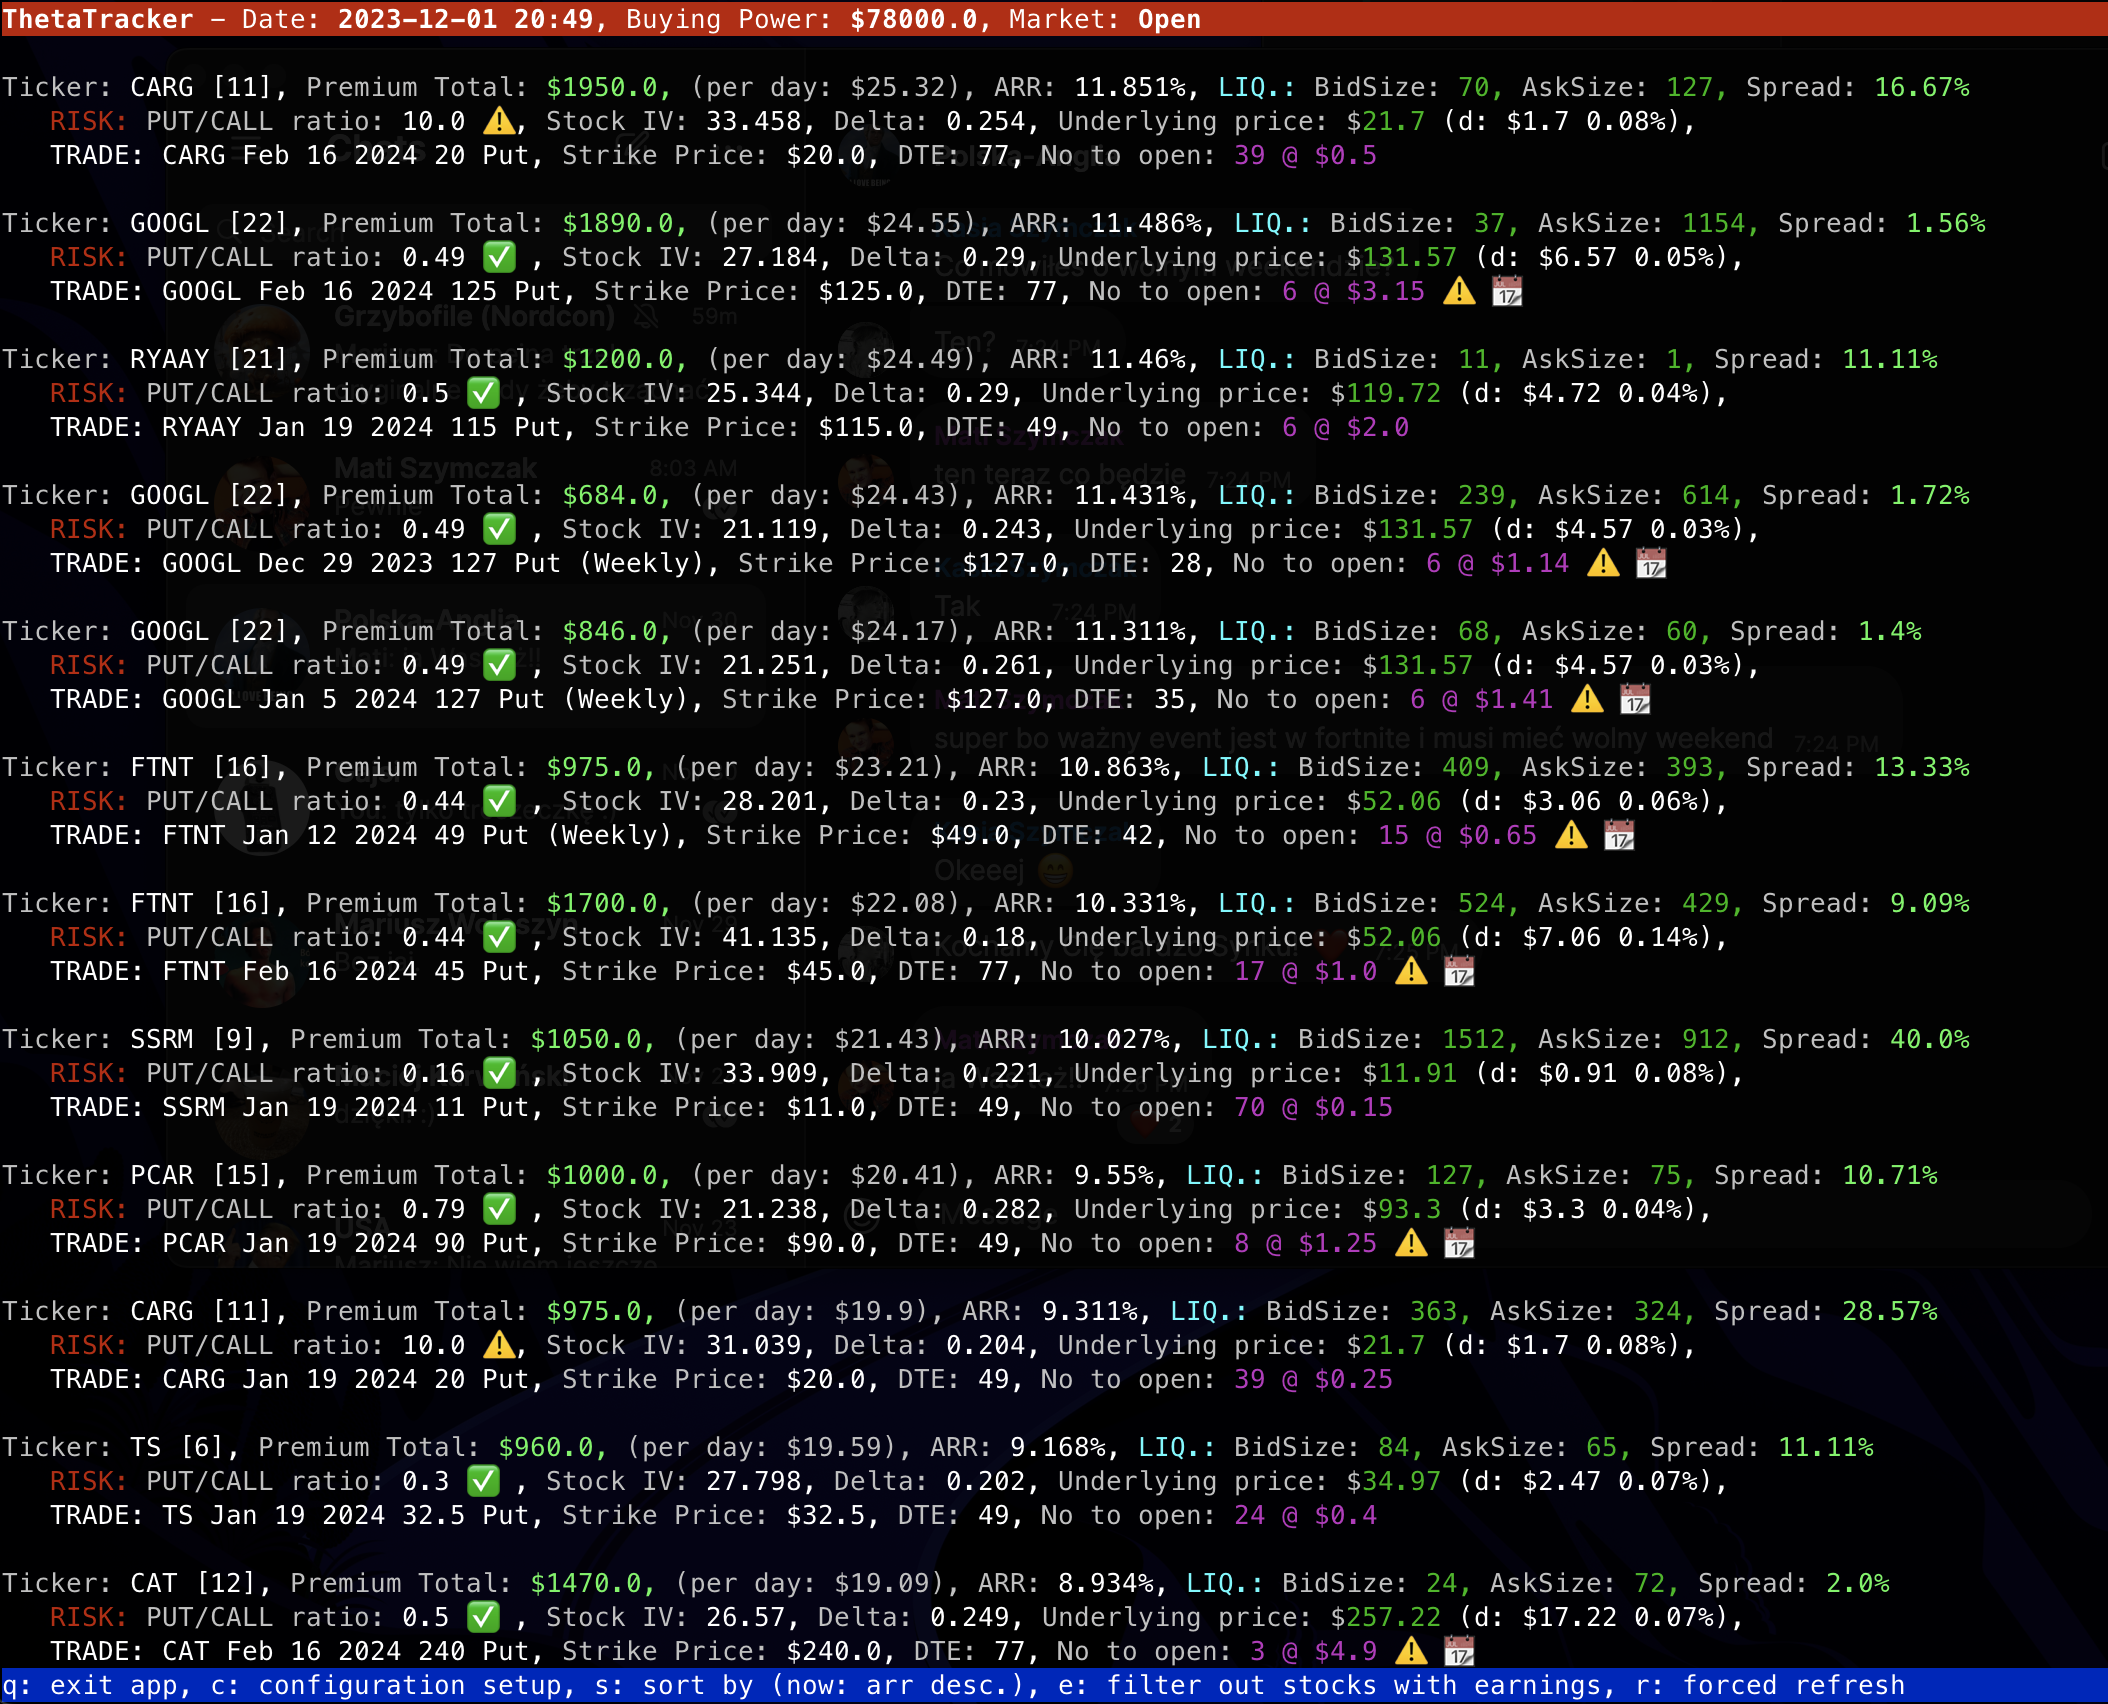 ThetaTracker – Date: 2023-12-01 20:49, Buying Power: $78000.0, Market: Open
Ticker: CARG [11], Premium Total: $1950.0, (per day: $25.32), ARR: 11.851%, LIQ.: BidSize: 70, AskSize: 127, Spread: 16.67%
RISK: PUT/CALL ratio: 10.0 ⚠️, Stock IV: 33.458, Delta: 0.254, Underlying price: $21.7 (d: $1.7 0.08%),
TRADE: CARG Feb 16 2024 20 Put, Strike Price: $20.0, DTE: 77, No to open: 39 @ $0.5
Ticker: GOOGL [22], Premium Total: $1890.0, (per day: $24.55), ARR: 11.486%, LIQ.: BidSize: 37, AskSize: 1154, Spread: 1.56%
RISK: PUT/CALL ratio: 0.49 ✅ , Stock IV: 27.184, Delta: 0.29, Underlying price: $131.57 (d: $6.57 0.05%),
TRADE: GOOGL Feb 16 2024 125 Put, Strike Price: $125.0, DTE: 77, No to open: 6 @ $3.15 ⚠️ 📆
Ticker: RYAAY [21], Premium Total: $1200.0, (per day: $24.49), ARR: 11.46%, LIQ.: BidSize: 11, AskSize: 1, Spread: 11.11%
RISK: PUT/CALL ratio: 0.5 ✅ , Stock IV: 25.344, Delta: 0.29, Underlying price: $119.72 (d: $4.72 0.04%),
TRADE: RYAAY Jan 19 2024 115 Put, Strike Price: $115.0, DTE: 49, No to open: 6 @ $2.0
Ticker: GOOGL [22], Premium Total: $684.0, (per day: $24.43), ARR: 11.431%, LIQ.: BidSize: 239, AskSize: 614, Spread: 1.72%
RISK: PUT/CALL ratio: 0.49 ✅ , Stock IV: 21.119, Delta: 0.243, Underlying price: $131.57 (d: $4.57 0.03%),
TRADE: GOOGL Dec 29 2023 127 Put (Weekly), Strike Price: $127.0, DTE: 28, No to open: 6 @ $1.14 ⚠️ 📆
Ticker: GOOGL [22], Premium Total: $846.0, (per day: $24.17), ARR: 11.311%, LIQ.: BidSize: 68, AskSize: 60, Spread: 1.4%
RISK: PUT/CALL ratio: 0.49 ✅ , Stock IV: 21.251, Delta: 0.261, Underlying price: $131.57 (d: $4.57 0.03%),
TRADE: GOOGL Jan 5 2024 127 Put (Weekly), Strike Price: $127.0, DTE: 35, No to open: 6 @ $1.41 ⚠️ 📆
Ticker: FTNT [16], Premium Total: $975.0, (per day: $23.21), ARR: 10.863%, LIQ.: BidSize: 409, AskSize: 393, Spread: 13.33%
RISK: PUT/CALL ratio: 0.44 ✅ , Stock IV: 28.201, Delta: 0.23, Underlying price: $52.06 (d: $3.06 0.06%),
TRADE: FTNT Jan 12 2024 49 Put (Weekly), Strike Price: $49.0, DTE: 42, No to open: 15 @ $0.65 ⚠️ 📆
Ticker: FTNT [16], Premium Total: $1700.0, (per day: $22.08), ARR: 10.331%, LIQ.: BidSize: 524, AskSize: 429, Spread: 9.09%
RISK: PUT/CALL ratio: 0.44 ✅ , Stock IV: 41.135, Delta: 0.18, Underlying price: $52.06 (d: $7.06 0.14%),
TRADE: FTNT Feb 16 2024 45 Put, Strike Price: $45.0, DTE: 77, No to open: 17 @ $1.0 ⚠️ 📆
Ticker: SSRM [9], Premium Total: $1050.0, (per day: $21.43), ARR: 10.027%, LIQ.: BidSize: 1512, AskSize: 912, Spread: 40.0%
RISK: PUT/CALL ratio: 0.16 ✅ , Stock IV: 33.909, Delta: 0.221, Underlying price: $11.91 (d: $0.91 0.08%),
TRADE: SSRM Jan 19 2024 11 Put, Strike Price: $11.0, DTE: 49, No to open: 70 @ $0.15
Ticker: PCAR [15], Premium Total: $1000.0, (per day: $20.41), ARR: 9.55%, LIQ.: BidSize: 127, AskSize: 75, Spread: 10.71%
RISK: PUT/CALL ratio: 0.79 ✅ , Stock IV: 21.238, Delta: 0.282, Underlying price: $93.3 (d: $3.3 0.04%),
TRADE: PCAR Jan 19 2024 90 Put, Strike Price: $90.0, DTE: 49, No to open: 8 @ $1.25 ⚠️ 📆
Ticker: CARG [11], Premium Total: $975.0, (per day: $19.9), ARR: 9.311%, LIQ.: BidSize: 363, AskSize: 324, Spread: 28.57%
RISK: PUT/CALL ratio: 10.0 ⚠️, Stock IV: 31.039, Delta: 0.204, Underlying price: $21.7 (d: $1.7 0.08%),
TRADE: CARG Jan 19 2024 20 Put, Strike Price: $20.0, DTE: 49, No to open: 39 @ $0.25
Ticker: TS [6], Premium Total: $960.0, (per day: $19.59), ARR: 9.168%, LIQ.: BidSize: 84, AskSize: 65, Spread: 11.11%
RISK: PUT/CALL ratio: 0.3 ✅ , Stock IV: 27.798, Delta: 0.202, Underlying price: $34.97 (d: $2.47 0.07%),
TRADE: TS Jan 19 2024 32.5 Put, Strike Price: $32.5, DTE: 49, No to open: 24 @ $0.4
Ticker: CAT [12], Premium Total: $1470.0, (per day: $19.09), ARR: 8.934%, LIQ.: BidSize: 24, AskSize: 72, Spread: 2.0%
RISK: PUT/CALL ratio: 0.5 ✅ , Stock IV: 26.57, Delta: 0.249, Underlying price: $257.22 (d: $17.22 0.07%),
TRADE: CAT Feb 16 2024 240 Put, Strike Price: $240.0, DTE: 77, No to open: 3 @ $4.9 ⚠️ 📆
q: exit app, c: configuration setup, s: sort by (now: arr desc.), e: filter out stocks with earnings, r: forced refresh